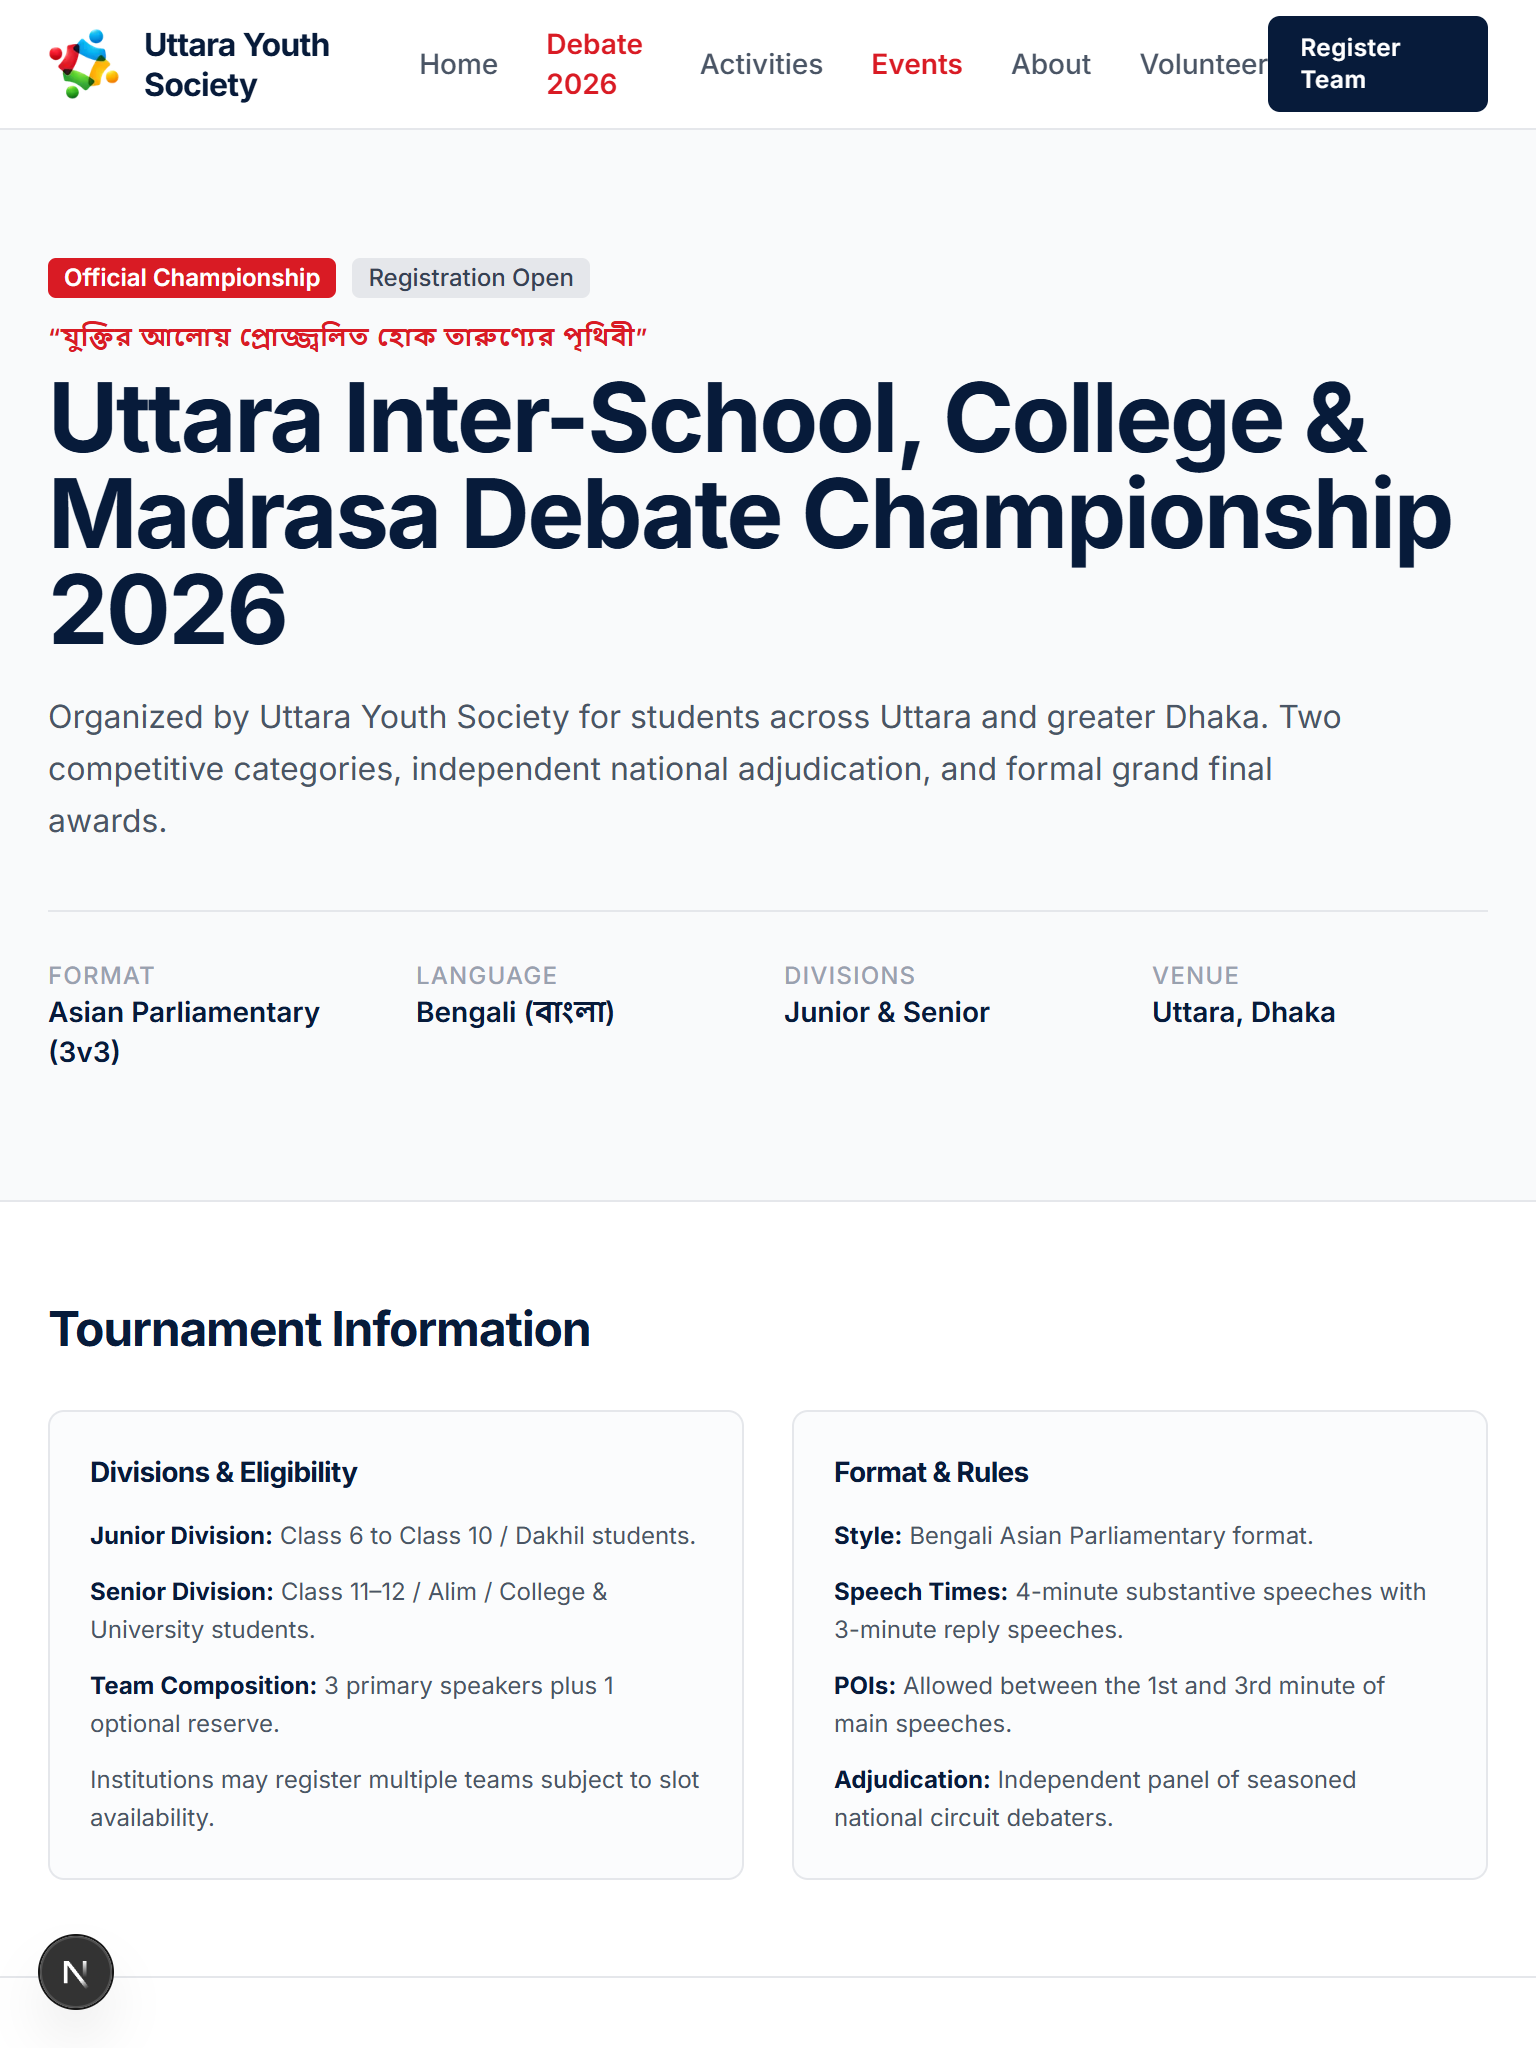 Uttara Youth
Society
Home
Debate
2026
Activities
Events
About
Volunteer
Register
Team
Official Championship
Registration Open
“যুক্তির আলোয় প্রোজ্জ্বলিত হোক তারুণ্যের পৃথিবী”
Uttara Inter-School, College &
Madrasa Debate Championship
2026
Organized by Uttara Youth Society for students across Uttara and greater Dhaka. Two
competitive categories, independent national adjudication, and formal grand final
awards.
FORMAT
Asian Parliamentary
(3v3)
LANGUAGE
Bengali (বাংলা)
DIVISIONS
Junior & Senior
VENUE
Uttara, Dhaka
Tournament Information
Divisions & Eligibility
Junior Division: Class 6 to Class 10 / Dakhil students.
Senior Division: Class 11–12 / Alim / College &
University students.
Team Composition: 3 primary speakers plus 1
optional reserve.
Institutions may register multiple teams subject to slot
availability.
Format & Rules
Style: Bengali Asian Parliamentary format.
Speech Times: 4-minute substantive speeches with
3-minute reply speeches.
POIs: Allowed between the 1st and 3rd minute of
main speeches.
Adjudication: Independent panel of seasoned
national circuit debaters.
N